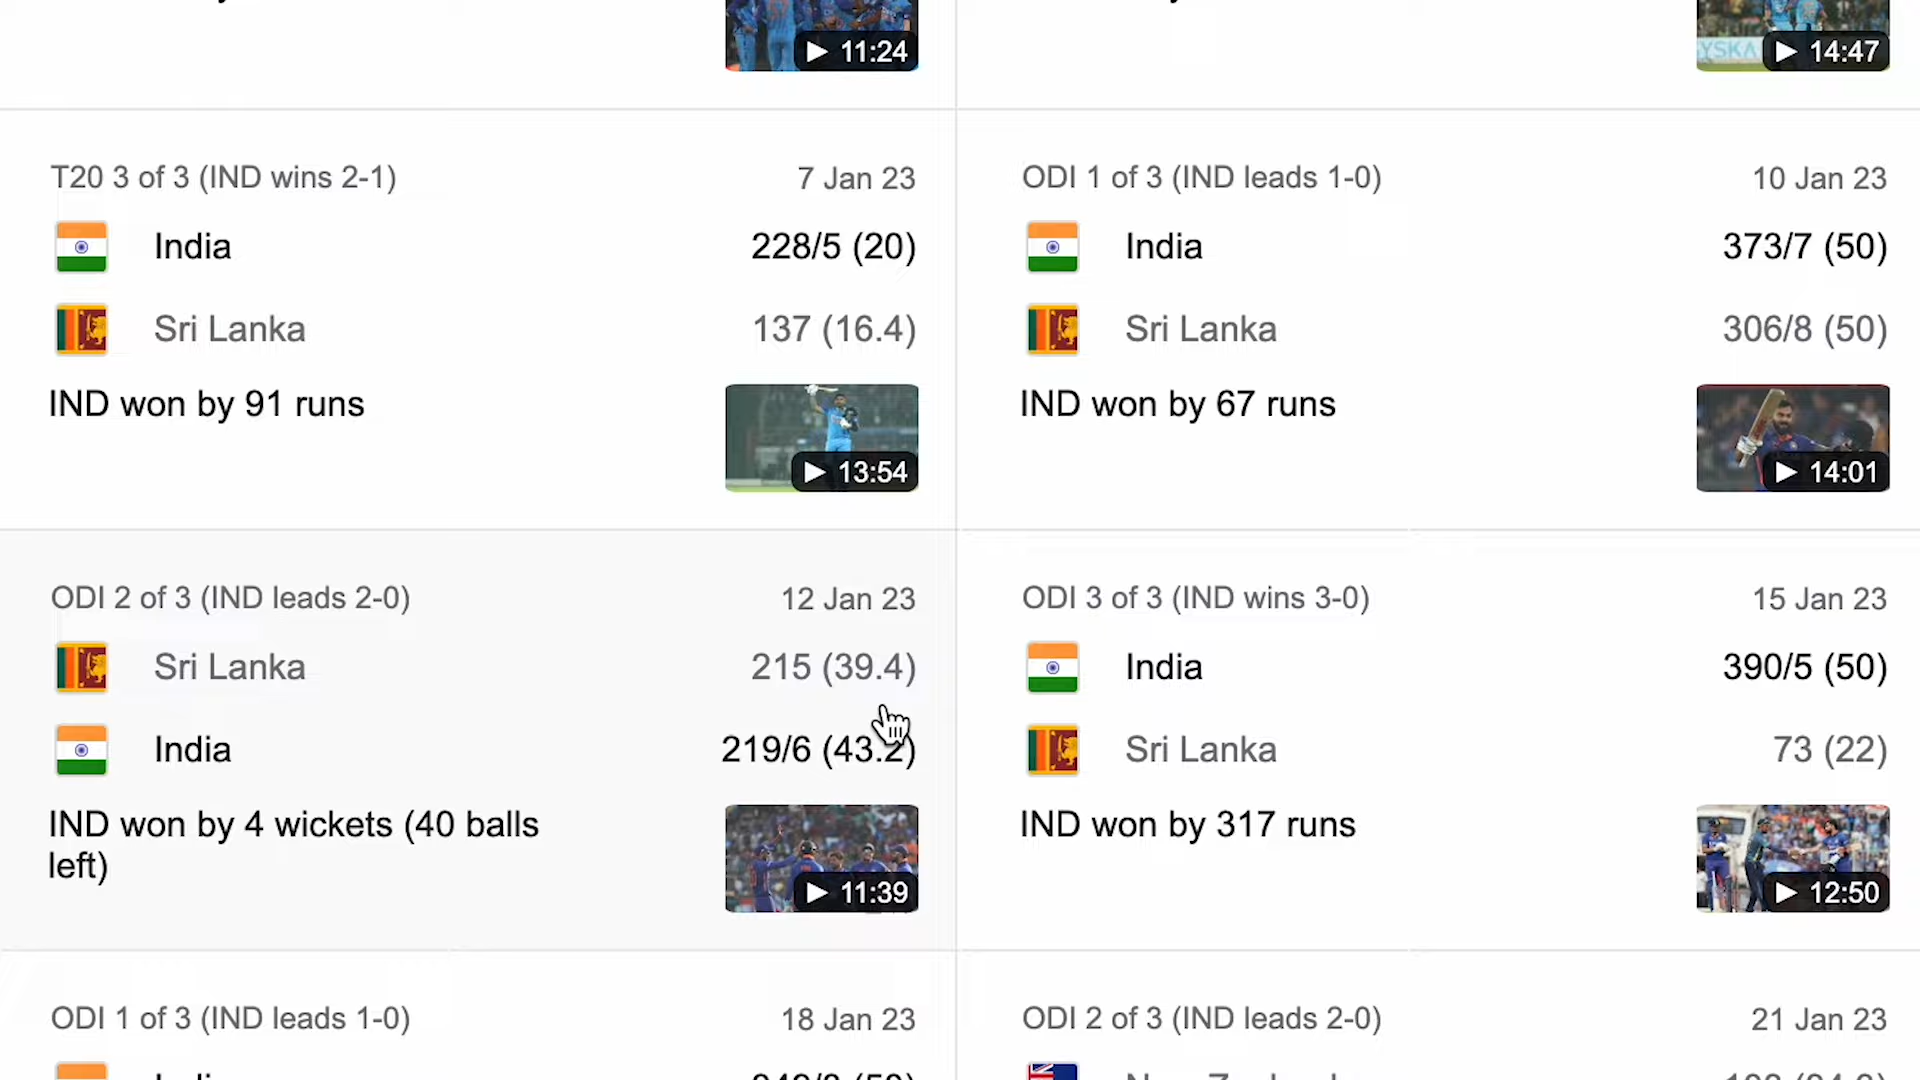 11:24
14:47
T20 3 of 3 (IND wins 2-1) 7 Jan 23
India 228/5 (20)
Sri Lanka 137 (16.4)
IND won by 91 runs
13:54
ODI 1 of 3 (IND leads 1-0) 10 Jan 23
India 373/7 (50)
Sri Lanka 306/8 (50)
IND won by 67 runs
14:01
ODI 2 of 3 (IND leads 2-0) 12 Jan 23
Sri Lanka 215 (39.4)
India 219/6 (43.2)
IND won by 4 wickets (40 balls
left)
11:39
ODI 3 of 3 (IND wins 3-0) 15 Jan 23
India 390/5 (50)
Sri Lanka 73 (22)
IND won by 317 runs
12:50
ODI 1 of 3 (IND leads 1-0) 18 Jan 23
ODI 2 of 3 (IND leads 2-0) 21 Jan 23